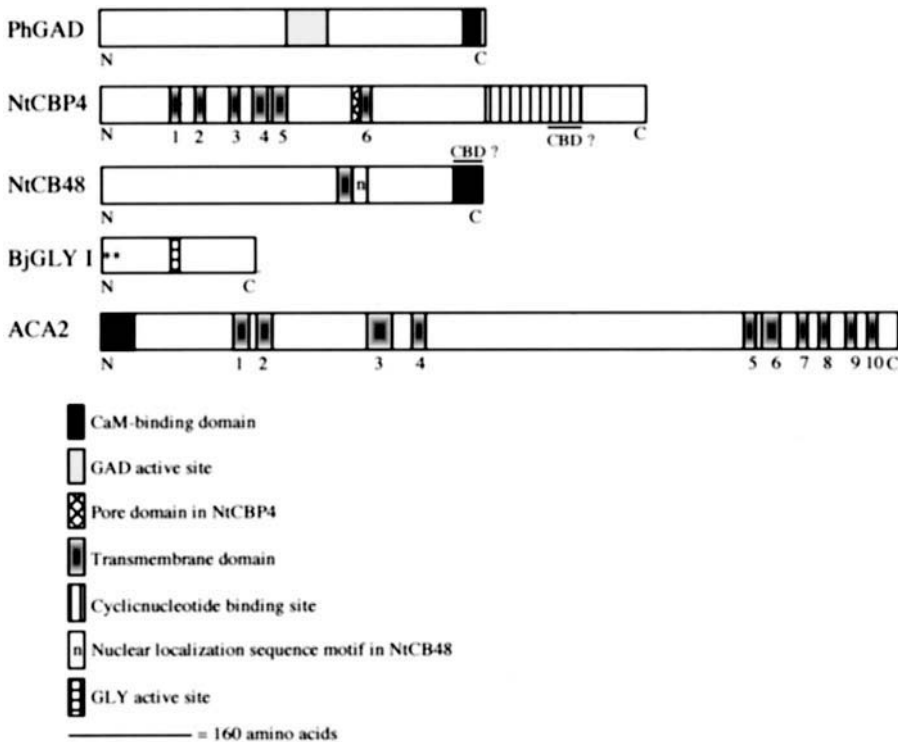 PhGAD
N C
NtCBP4
N 1 2 3 4 5 6 CBD ? C
CBD ?
NtCB48
n
N C
BjGLY I
**
N C
ACA2
N 1 2 3 4 5 6 7 8 9 10 C
CaM-binding domain
GAD active site
Pore domain in NtCBP4
Transmembrane domain
Cyclicnucleotide binding site
n Nuclear localization sequence motif in NtCB48
GLY active site
= 160 amino acids